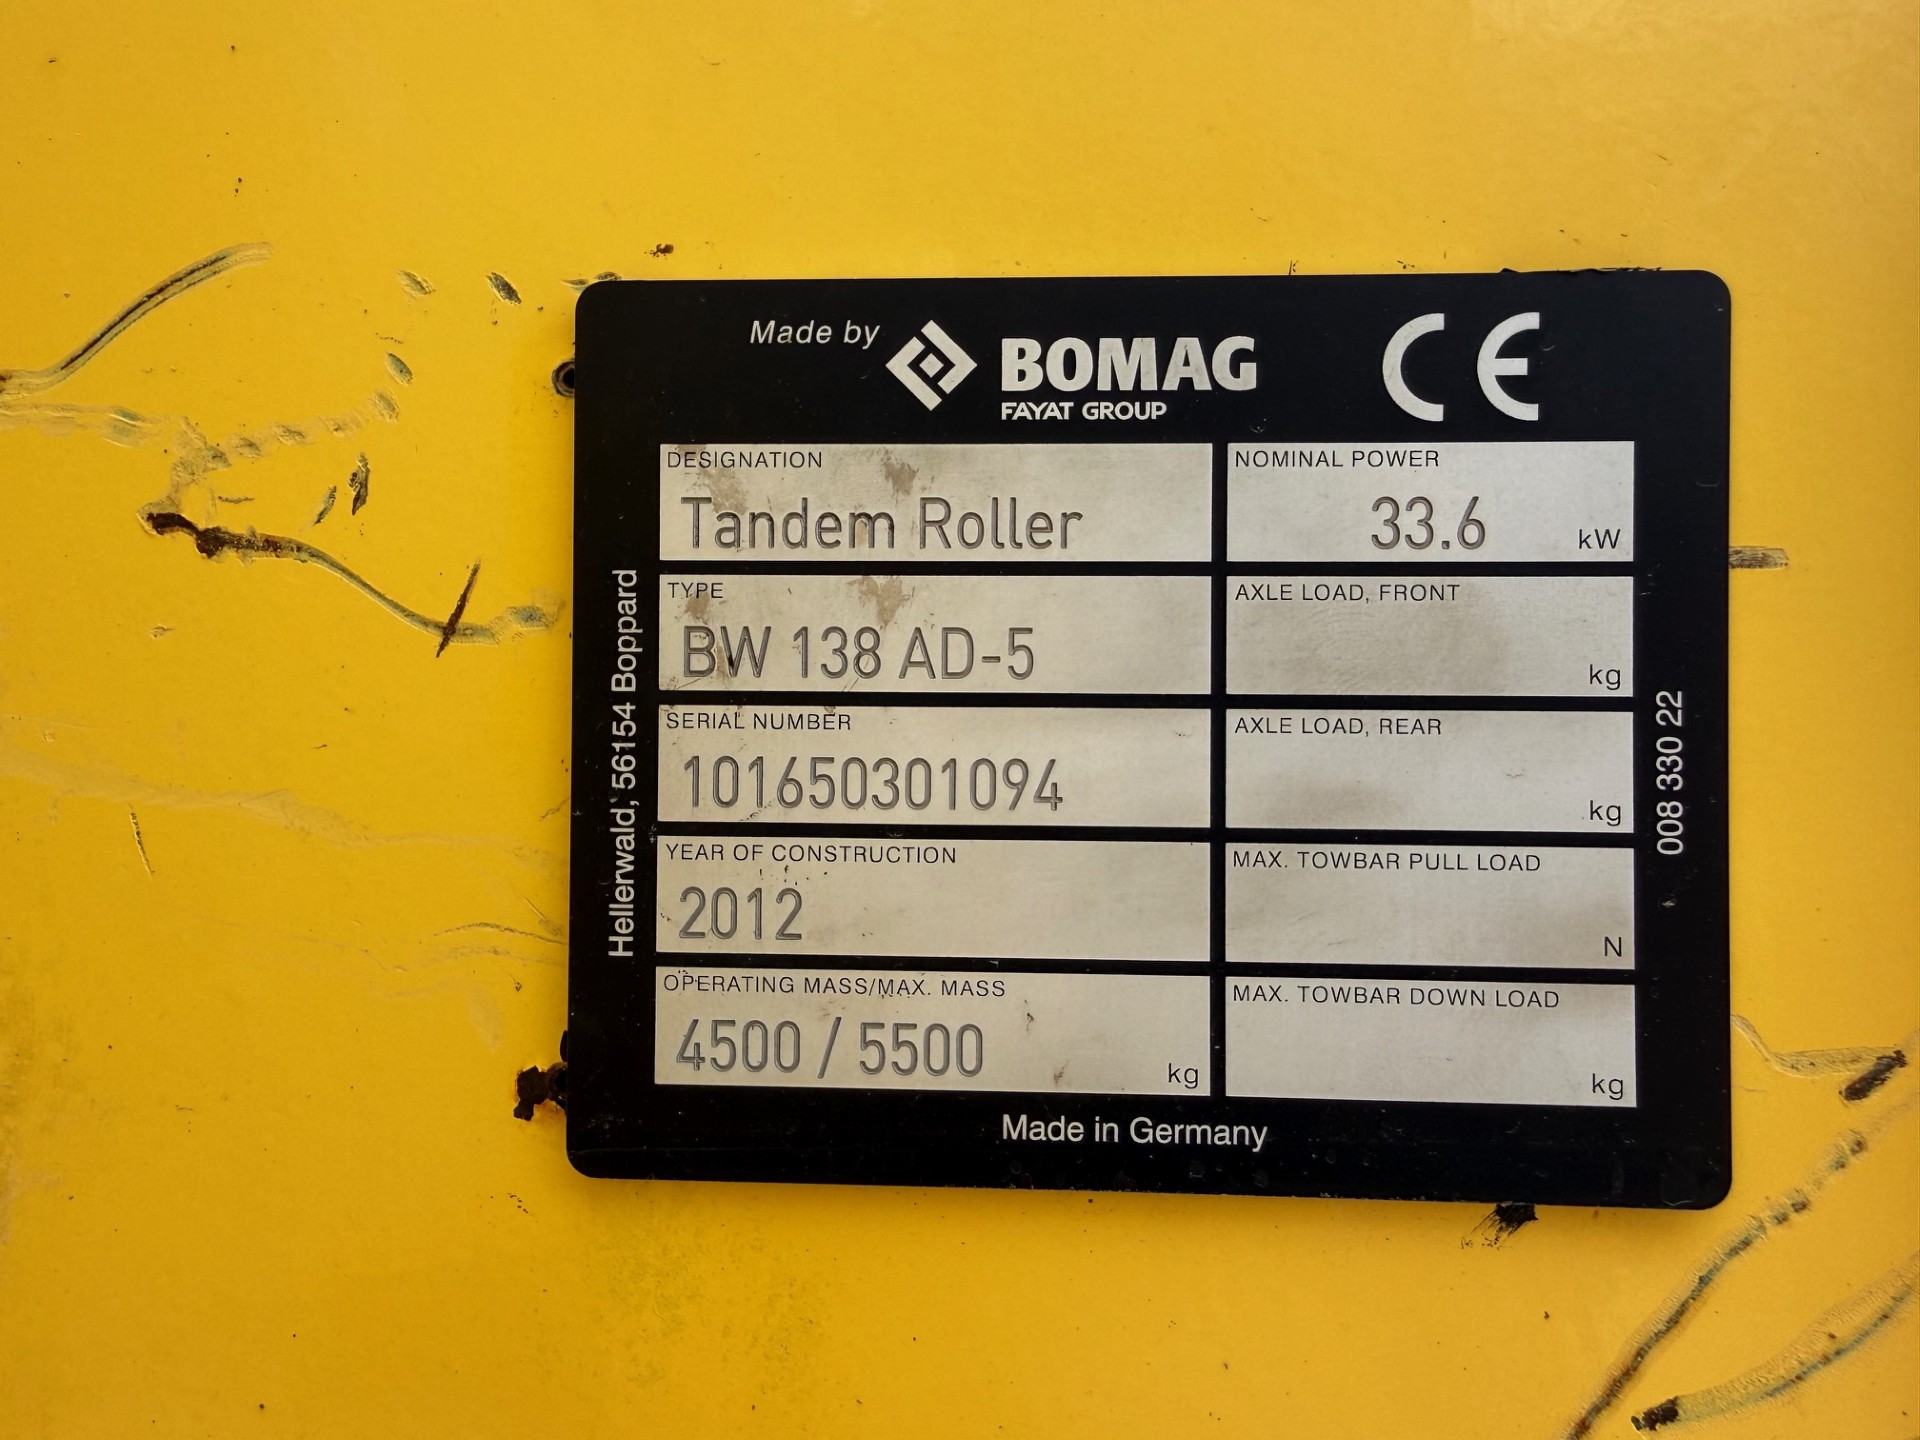 Made by BOMAG CE
FAYAT GROUP
DESIGNATION
Tandem Roller
NOMINAL POWER
33.6 kW
TYPE
BW 138 AD-5
AXLE LOAD, FRONT
kg
SERIAL NUMBER
101650301094
AXLE LOAD, REAR
kg
YEAR OF CONSTRUCTION
2012
MAX. TOWBAR PULL LOAD
N
OPERATING MASS/MAX. MASS
4500 / 5500 kg
MAX. TOWBAR DOWN LOAD
kg
Made in Germany
Hellerwald, 56154 Boppard
008 330 22